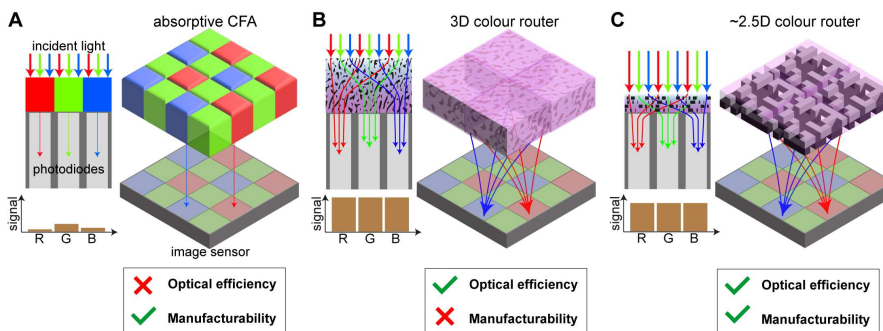 A
absorptive CFA
incident light
photodiodes
signal
R G B
image sensor
Optical efficiency
Manufacturability
B
3D colour router
signal
R G B
Optical efficiency
Manufacturability
C
~2.5D colour router
signal
R G B
Optical efficiency
Manufacturability